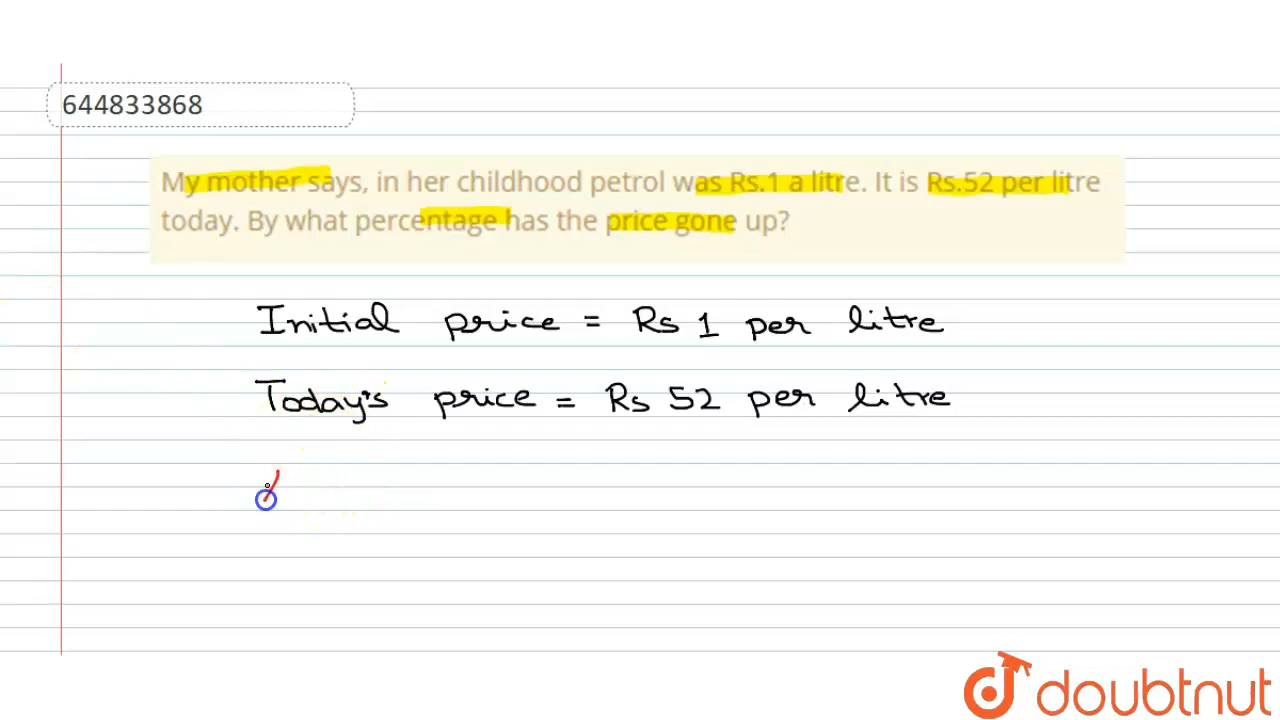 644833868
My mother says, in her childhood petrol was Rs.1 a litre. It is Rs.52 per litre
today. By what percentage has the price gone up?
Initial price = Rs 1 per litre
Today's price = Rs 52 per litre
doubtnut